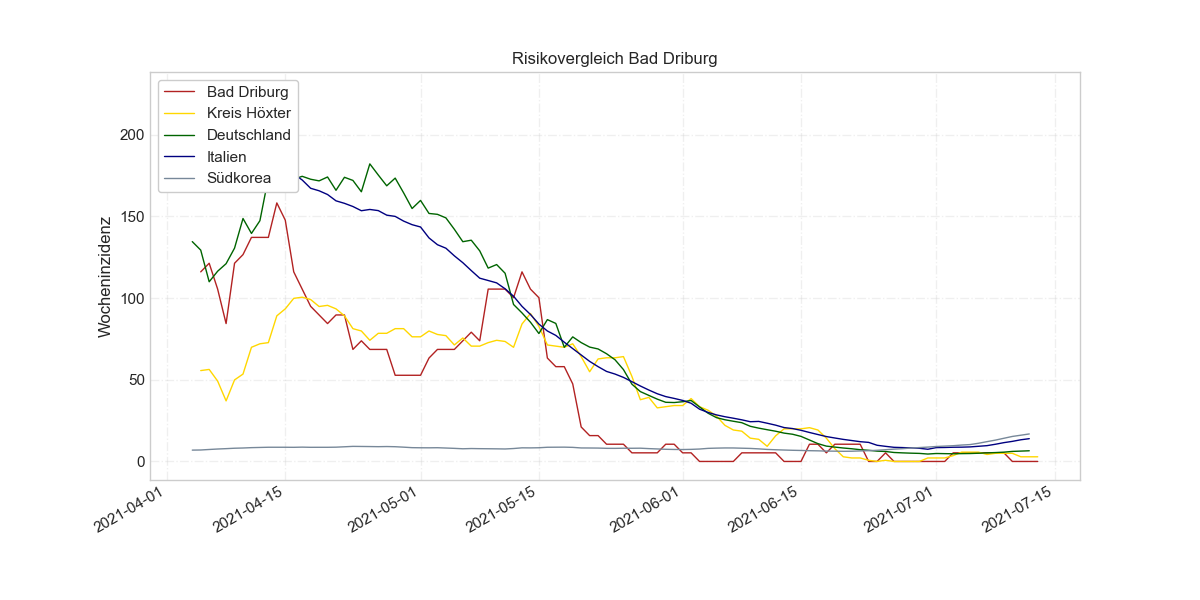 Risikovergleich Bad Driburg
Bad Driburg
Kreis Höxter
Deutschland
Italien
Südkorea
Wocheninzidenz
200
150
100
50
0
2021-04-01
2021-04-15
2021-05-01
2021-05-15
2021-06-01
2021-06-15
2021-07-01
2021-07-15